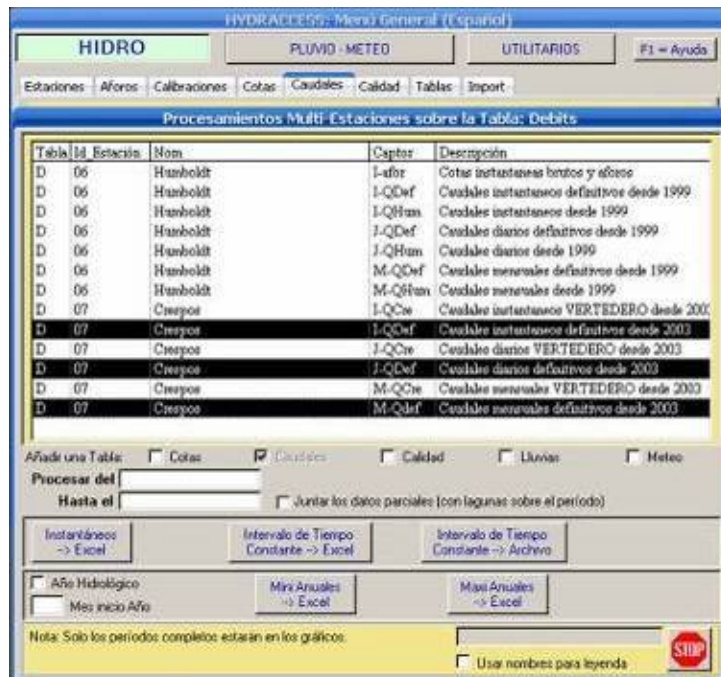 HYDRACCESS: Menú General (Español)
HIDRO PLUVIO - METEO UTILITARIOS F1 = Ayuda
Estaciones Aforos Calibraciones Cotas Caudales Calidad Tablas Import
Procesamientos Multi-Estaciones sobre la Tabla: Debits
Tabla Id_Estación Nom Captor Descripción
D 06 Humboldt I-afor Cotas instantaneas brutos y aforos
D 06 Humboldt I-QDef Caudales instantaneos definitivos desde 1999
D 06 Humboldt I-QHum Caudales instantaneos desde 1999
D 06 Humboldt J-QDef Caudales diarios definitivos desde 1999
D 06 Humboldt J-QHum Caudales diarios desde 1999
D 06 Humboldt M-QDef Caudales mensuales definitivos desde 1999
D 06 Humboldt M-QHum Caudales mensuales desde 1999
D 07 Crespos I-QCre Caudales instantaneos VERTEDERO desde 200
D 07 Crespos I-QDef Caudales instantaneos definitivos desde 2003
D 07 Crespos J-QCre Caudales diarios VERTEDERO desde 2003
D 07 Crespos J-QDef Caudales diarios definitivos desde 2003
D 07 Crespos M-QCre Caudales mensuales VERTEDERO desde 2003
D 07 Crespos M-Qdef Caudales mensuales definitivos desde 2003
Añadir una Tabla: Cotas Caudales Calidad Lluvias Meteo
Procesar del
Hasta el Juntar los datos parciales (con lagunas sobre el período)
Instantáneos -> Excel Intervalo de Tiempo Constante -> Excel Intervalo de Tiempo Constante -> Archivo
Año Hidrológico
Mes inicio Año Mini Anuales -> Excel Maxi Anuales -> Excel
Nota: Solo los períodos completos estarán en los gráficos.
Usar nombres para leyenda STOP